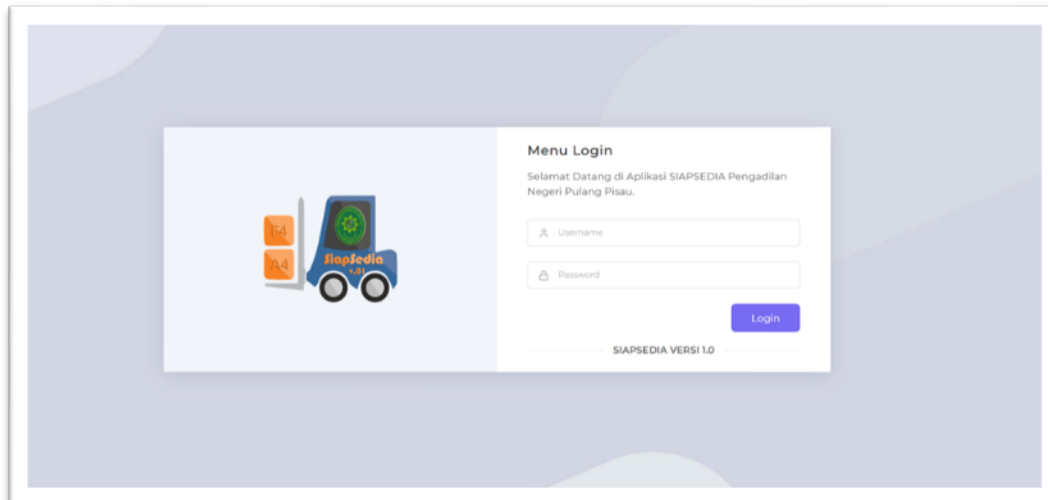 F4
A4
SiapSedia
v.01
Menu Login
Selamat Datang di Aplikasi SIAPSEDIA Pengadilan
Negeri Pulang Pisau.
Username
Password
Login
SIAPSEDIA VERSI 1.0